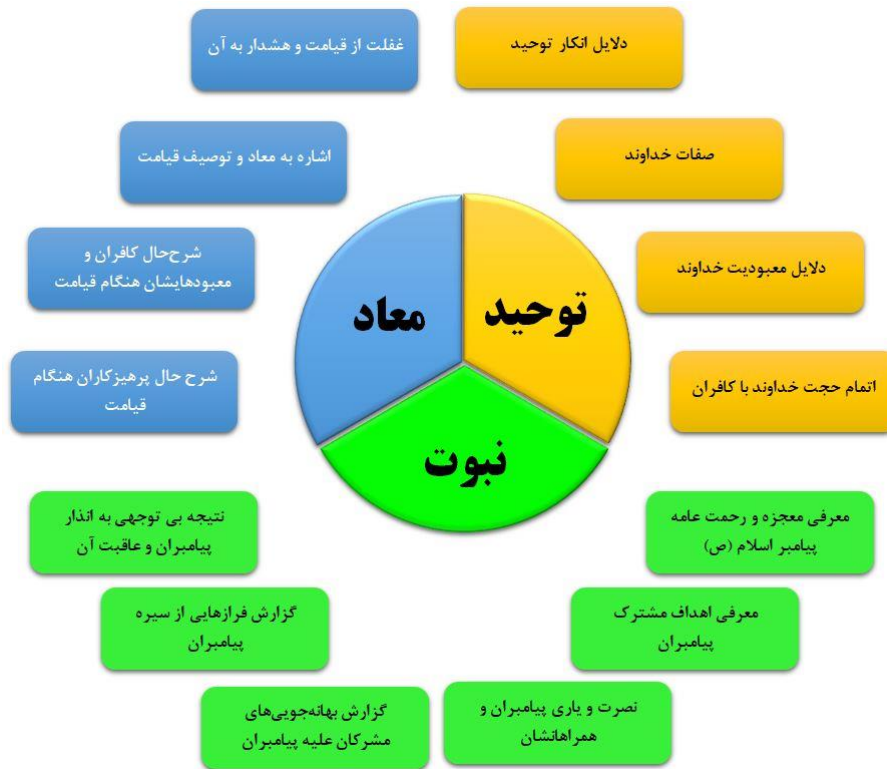 دلایل انکار توحید
غفلت از قیامت و هشدار به آن
صفات خداوند
اشاره به معاد و توصیف قیامت
دلایل معبودیت خداوند
شرح‌حال کافران و
معبودهایشان هنگام قیامت
توحید
معاد
نبوت
اتمام حجت خداوند با کافران
شرح حال پرهیزکاران هنگام
قیامت
معرفی معجزه و رحمت عامه
پیامبر اسلام (ص)
نتیجه بی توجهی به انذار
پیامبران و عاقبت آن
معرفی اهداف مشترک
پیامبران
گزارش فرازهایی از سیره
پیامبران
نصرت و یاری پیامبران و
همراهانشان
گزارش بهانه‌جویی‌های
مشرکان علیه پیامبران